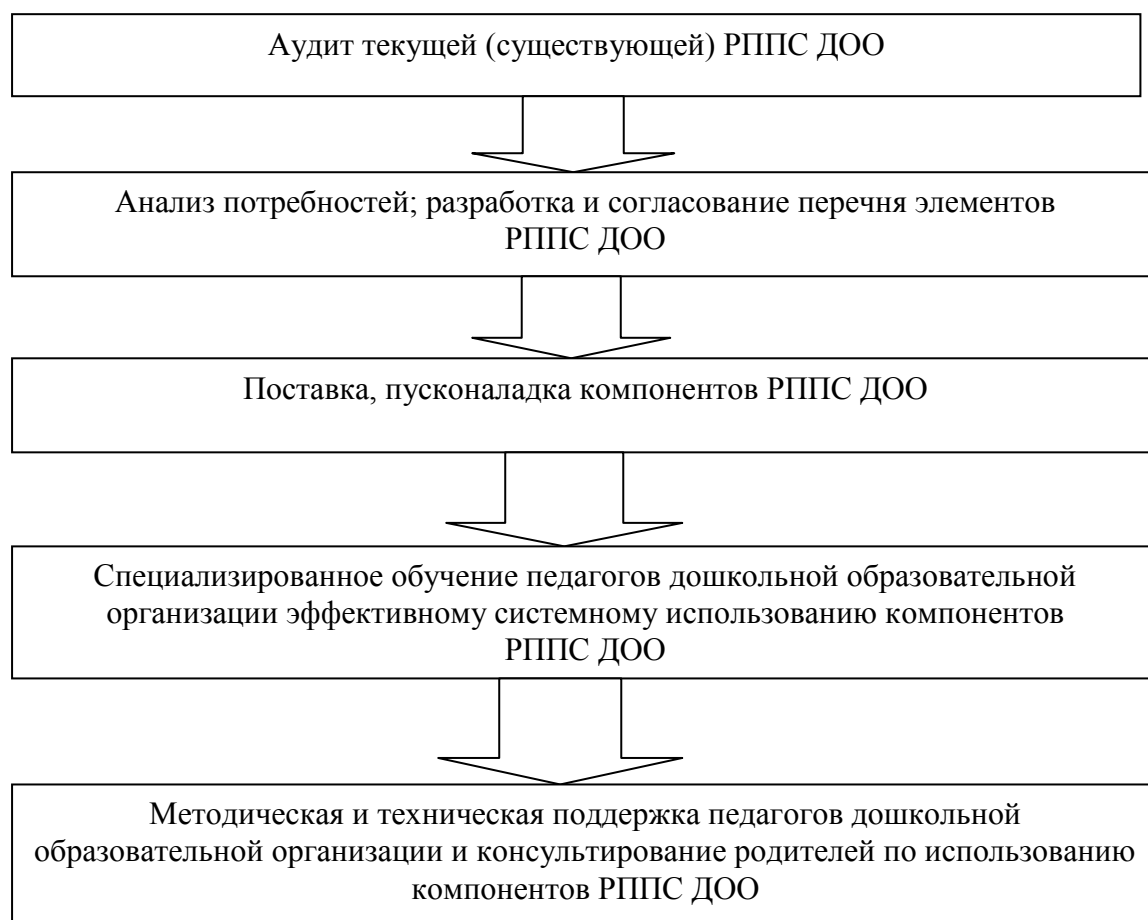 Аудит текущей (существующей) РППС ДОО
Анализ потребностей; разработка и согласование перечня элементов
РППС ДОО
Поставка, пусконаладка компонентов РППС ДОО
Специализированное обучение педагогов дошкольной образовательной
организации эффективному системному использованию компонентов
РППС ДОО
Методическая и техническая поддержка педагогов дошкольной
образовательной организации и консультирование родителей по использованию
компонентов РППС ДОО